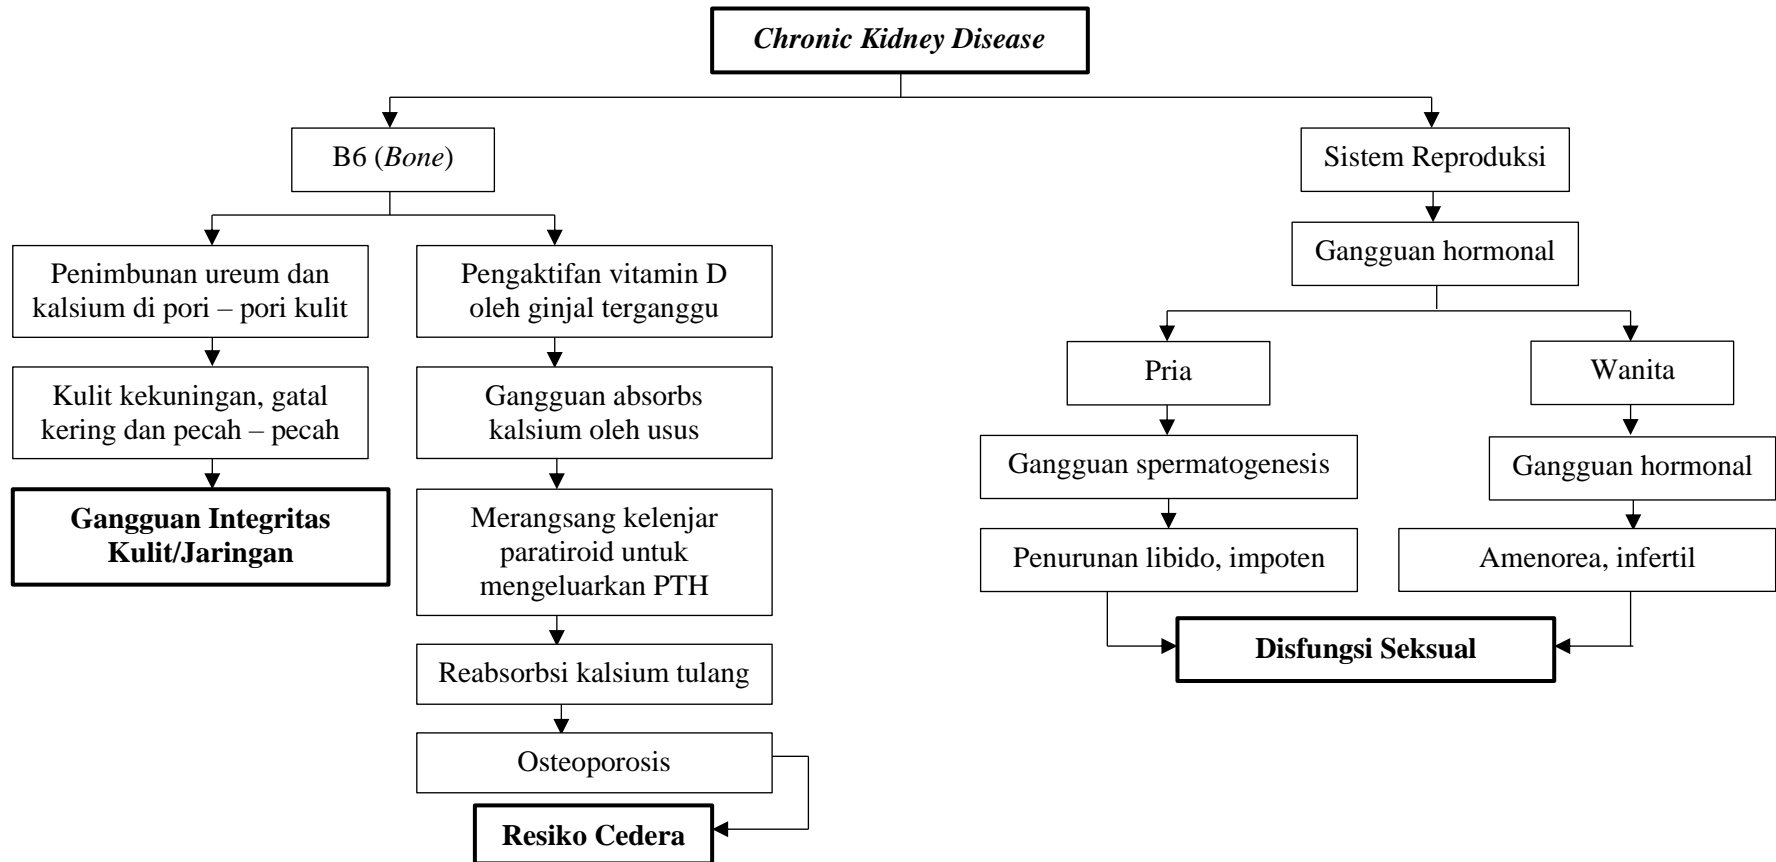 Chronic Kidney Disease
B6 (Bone)
Sistem Reproduksi
Penimbunan ureum dan
kalsium di pori – pori kulit
Pengaktifan vitamin D
oleh ginjal terganggu
Gangguan hormonal
Kulit kekuningan, gatal
kering dan pecah – pecah
Gangguan absorbs
kalsium oleh usus
Pria
Wanita
Gangguan Integritas
Kulit/Jaringan
Merangsang kelenjar
paratiroid untuk
mengeluarkan PTH
Gangguan spermatogenesis
Gangguan hormonal
Penurunan libido, impoten
Amenorea, infertil
Reabsorbsi kalsium tulang
Disfungsi Seksual
Osteoporosis
Resiko Cedera